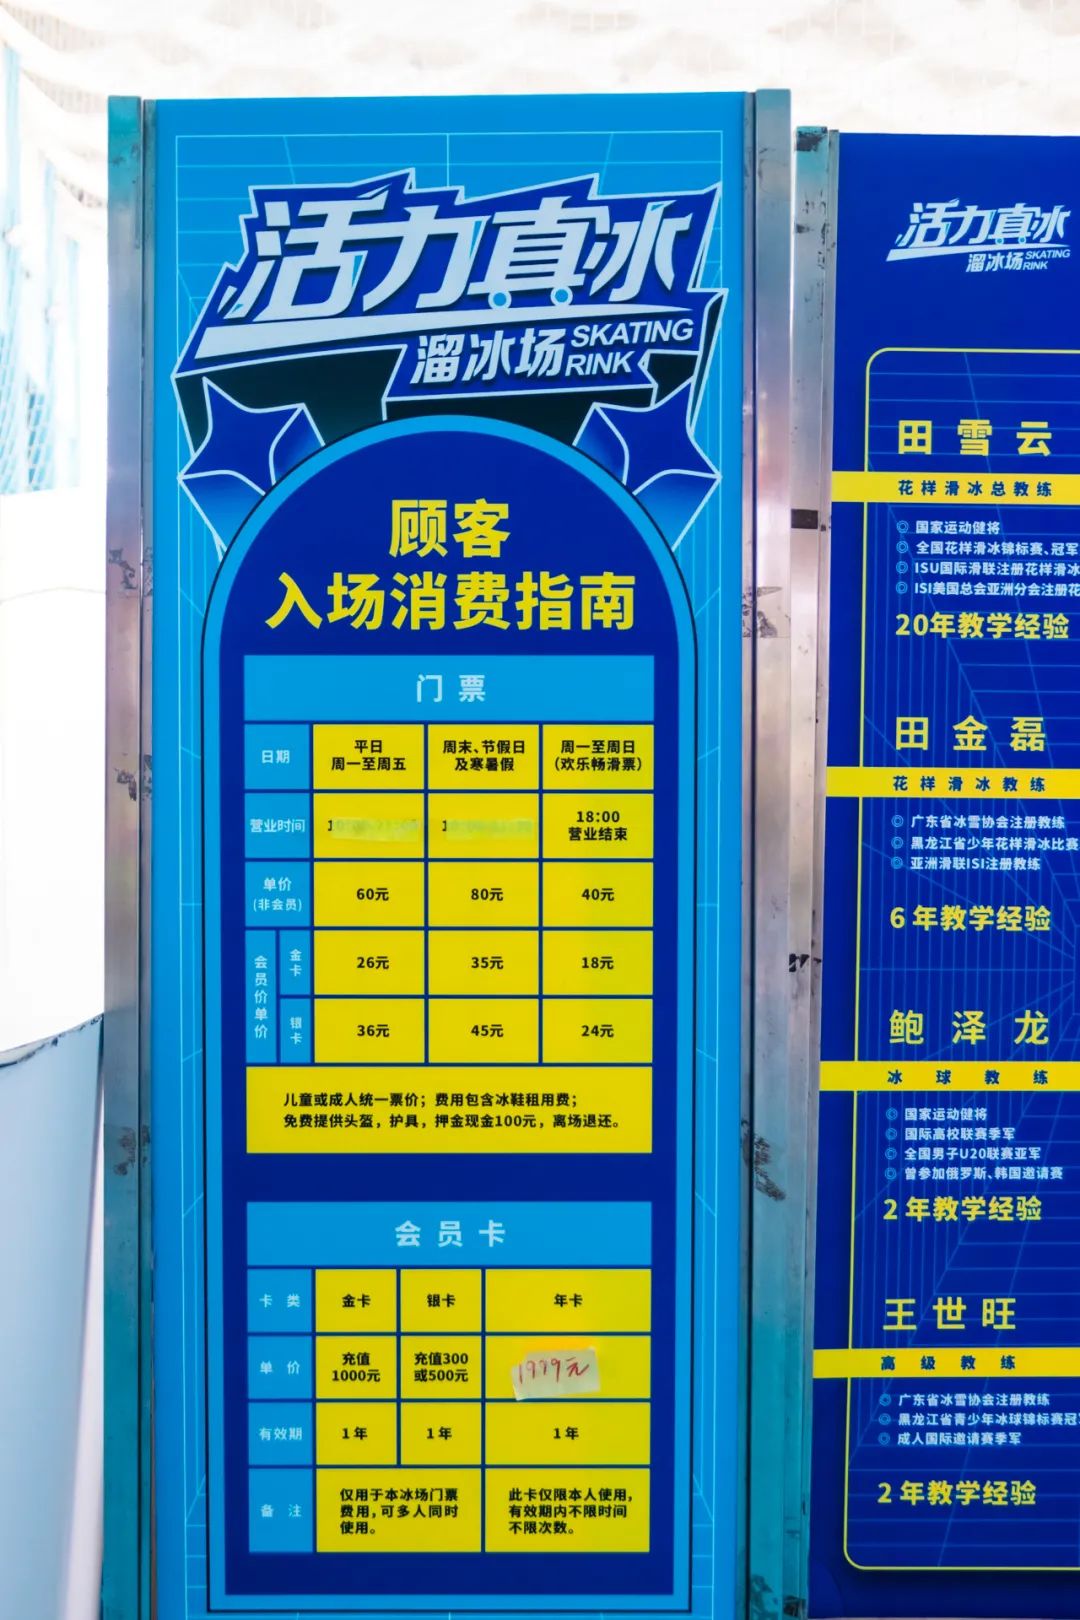 活力真冰
溜冰场 SKATING RINK
顾客
入场消费指南
门票
日期
平日
周一至周五
周末、节假日
及寒暑假
周一至周日
(欢乐畅滑票)
营业时间
18:00
营业结束
单价
(非会员)
60元
80元
40元
会员价单价
金卡
26元
35元
18元
银卡
36元
45元
24元
儿童或成人统一票价；费用包含冰鞋租用费；
免费提供头盔，护具，押金现金100元，离场退还。
会员卡
卡类
金卡
银卡
年卡
单价
充值
1000元
充值300
或500元
1999元
有效期
1年
1年
1年
备注
仅用于本冰场门票
费用，可多人同时
使用。
此卡仅限本人使用，
有效期内不限时间
不限次数。
活力真冰
溜冰场 SKATING RINK
田雪云
花样滑冰总教练
◎ 国家运动健将
◎ 全国花样滑冰锦标赛、冠军
◎ ISU国际滑联注册花样滑冰
◎ ISI美国总会亚洲分会注册花
20年教学经验
田金磊
花样滑冰教练
◎ 广东省冰雪协会注册教练
◎ 黑龙江省少年花样滑冰比赛
◎ 亚洲滑联ISI注册教练
6年教学经验
鲍泽龙
冰球教练
◎ 国家运动健将
◎ 国际高校联赛季军
◎ 全国男子U20联赛亚军
◎ 曾参加俄罗斯、韩国邀请赛
2年教学经验
王世旺
高级教练
◎ 广东省冰雪协会注册教练
◎ 黑龙江省青少年冰球锦标赛冠
◎ 成人国际邀请赛季军
2年教学经验